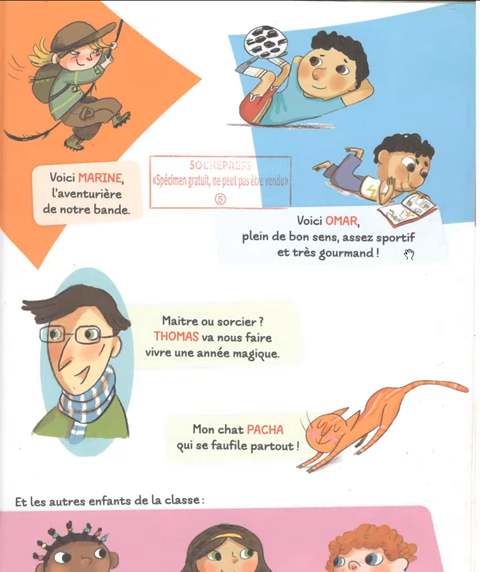 Voici MARINE,
l'aventurière
de notre bande.
SOCHEPRESS
«Spécimen gratuit, ne peut pas être vendu»
6
Voici OMAR,
plein de bon sens, assez sportif
et très gourmand !
Maitre ou sorcier ?
THOMAS va nous faire
vivre une année magique.
Mon chat PACHA
qui se faufile partout !
Et les autres enfants de la classe :